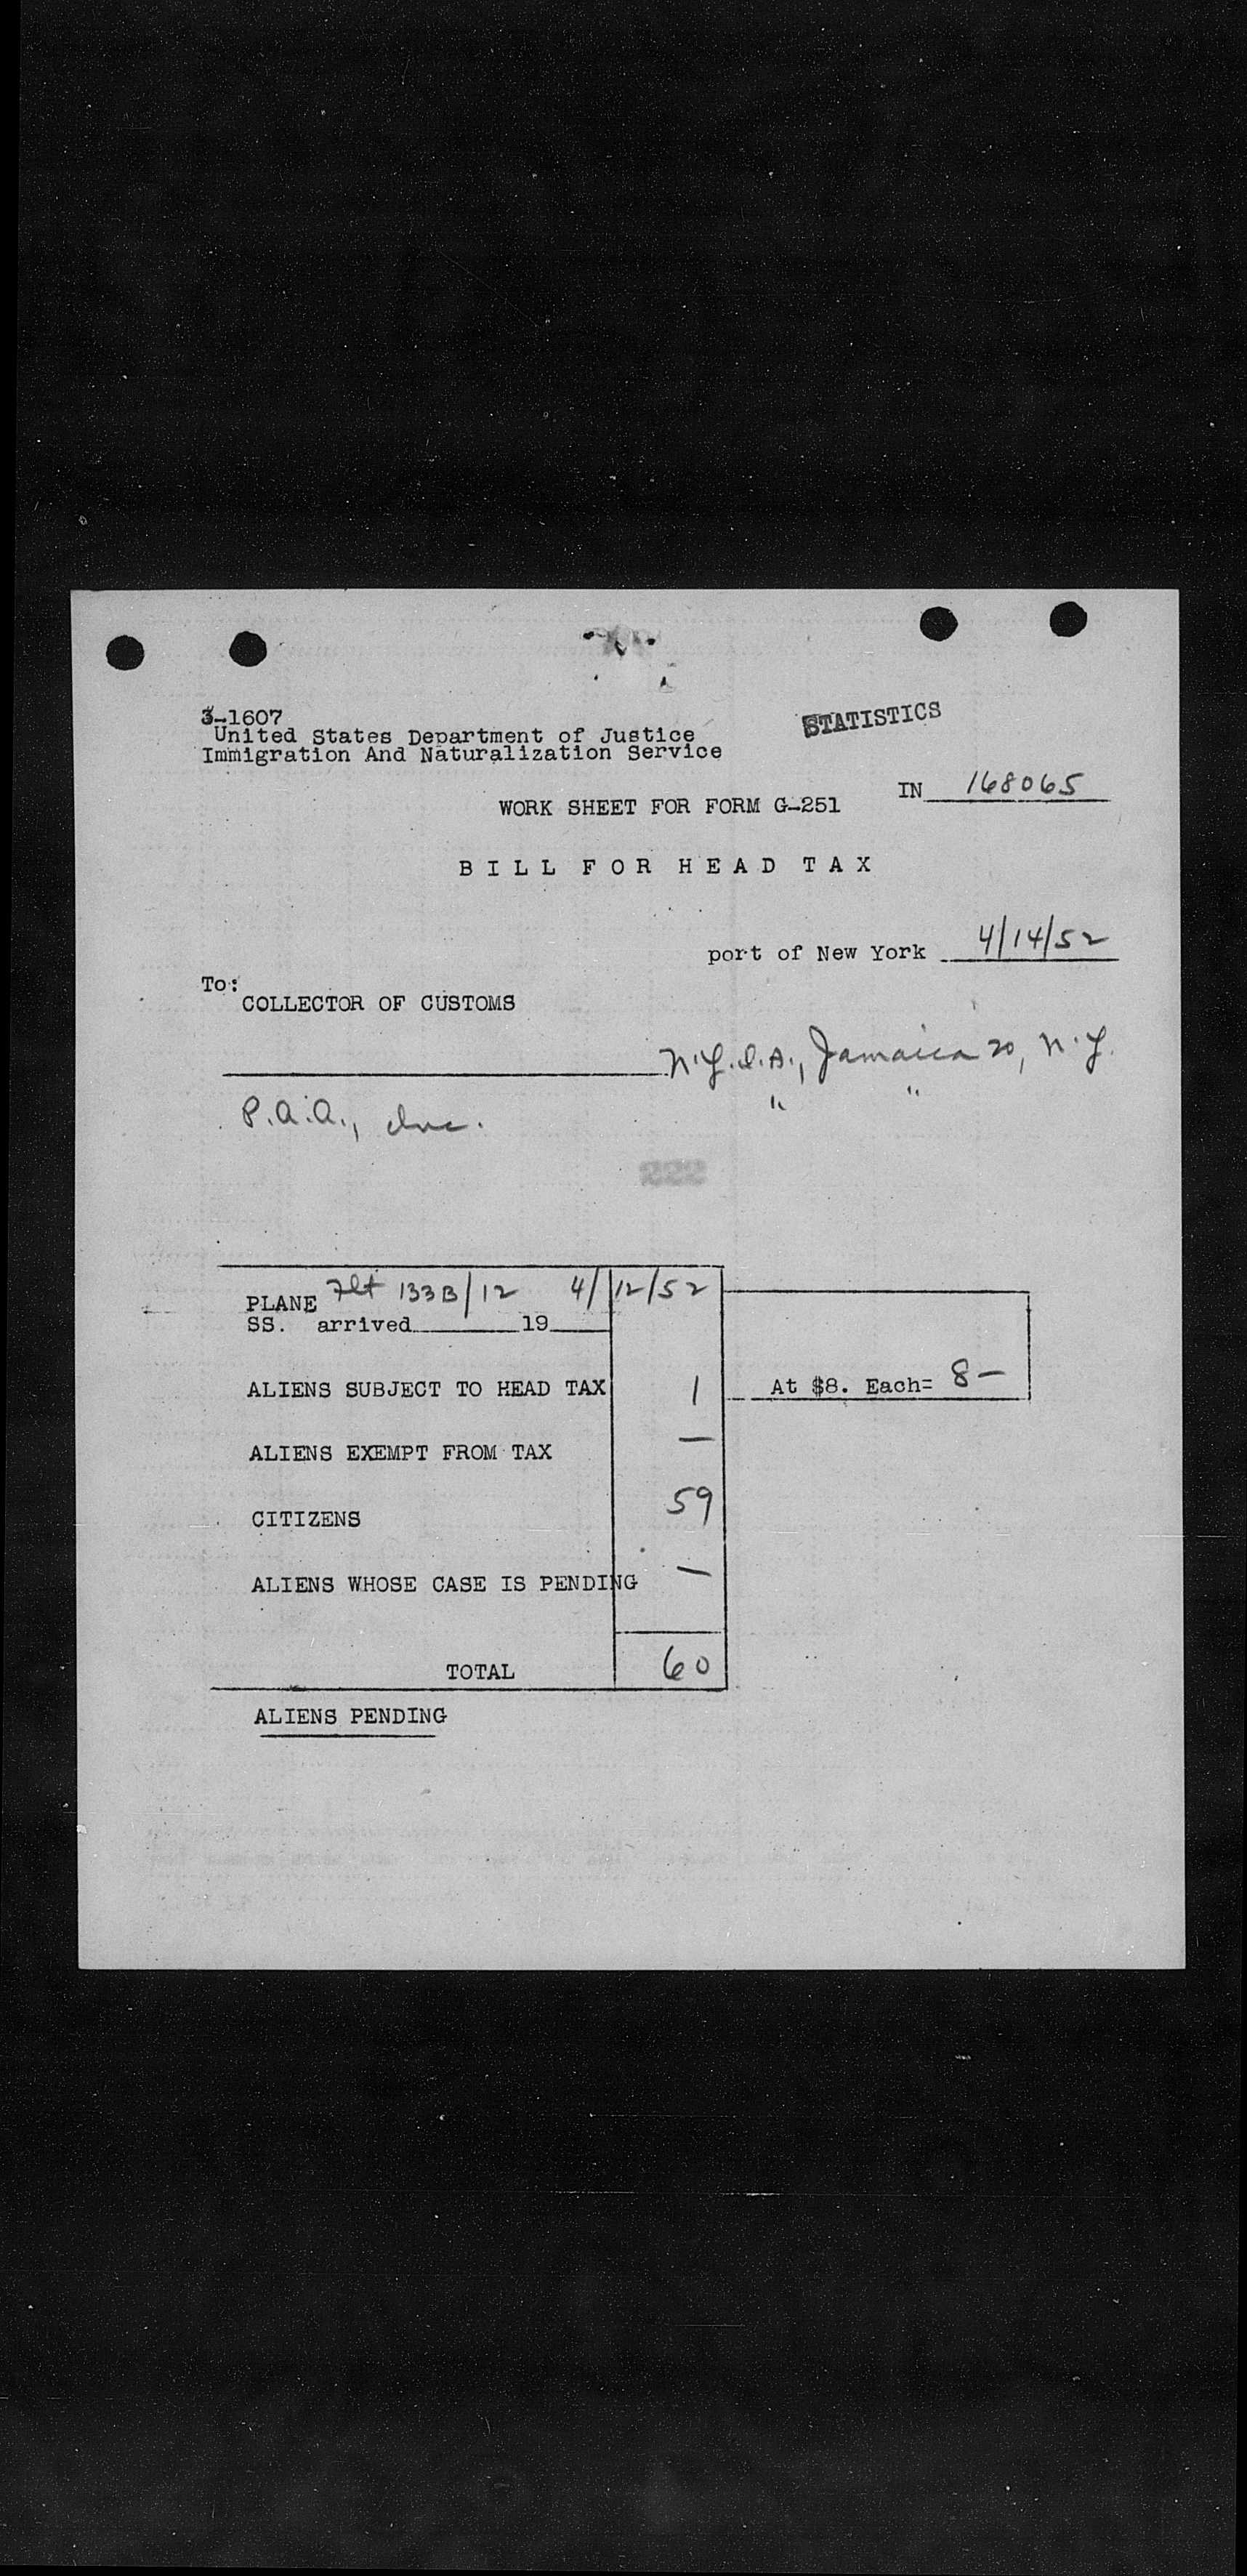 3-1607
United States Department of Justice
Immigration And Naturalization Service
STATISTICS
IN 168065
WORK SHEET FOR FORM G-251
BILL FOR HEAD TAX
port of New York 4/14/52
To:
COLLECTOR OF CUSTOMS
N.Y.I.A., Jamaica 20, N.Y.
P.A.A., Inc. " "
222
PLANE Flt 133B/12 4/12/52
SS. arrived 19
ALIENS SUBJECT TO HEAD TAX 1 At $8. Each= 8-
ALIENS EXEMPT FROM TAX —
CITIZENS 59
ALIENS WHOSE CASE IS PENDING —
TOTAL 60
ALIENS PENDING